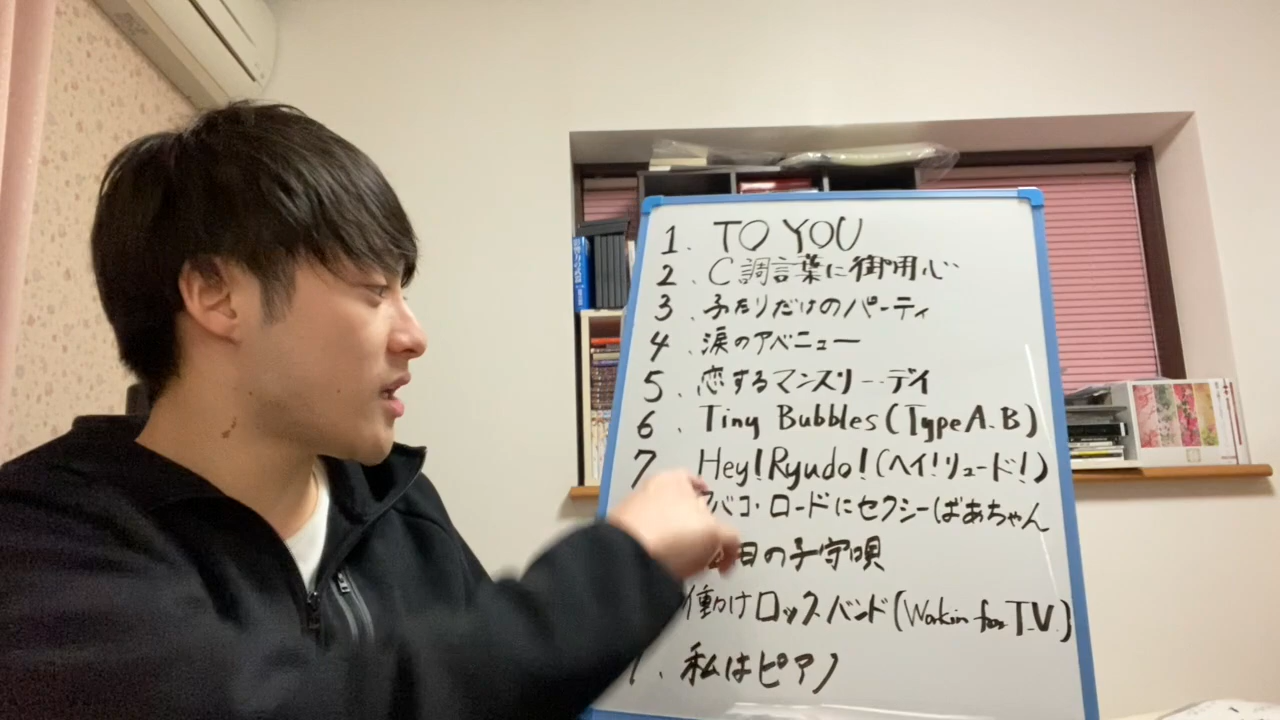 1. TO YOU
2. C調言葉に御用心
3. ふたりだけのパーティ
4. 涙のアベニュー
5. 恋するマンスリー・デイ
6. Tiny Bubbles (Type A.B)
7 Hey! Ryudo! (ヘイ!リュード!)
アバコ・ロードにセクシーばあちゃん
日の子守唄
働けロックバンド (Workin for T.V.)
私はピアノ